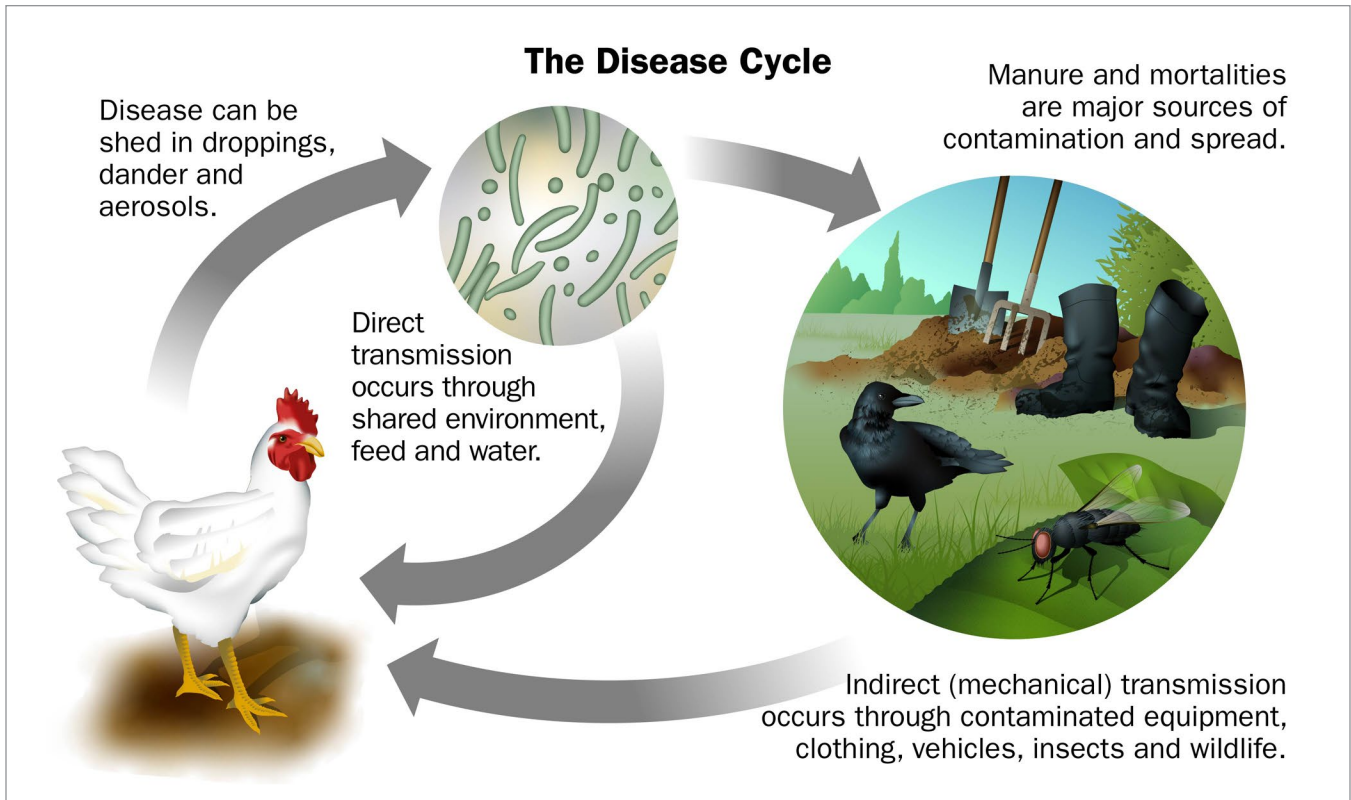 The Disease Cycle
Disease can be
shed in droppings,
dander and
aerosols.
Manure and mortalities
are major sources of
contamination and spread.
Direct
transmission
occurs through
shared environment,
feed and water.
Indirect (mechanical) transmission
occurs through contaminated equipment,
clothing, vehicles, insects and wildlife.